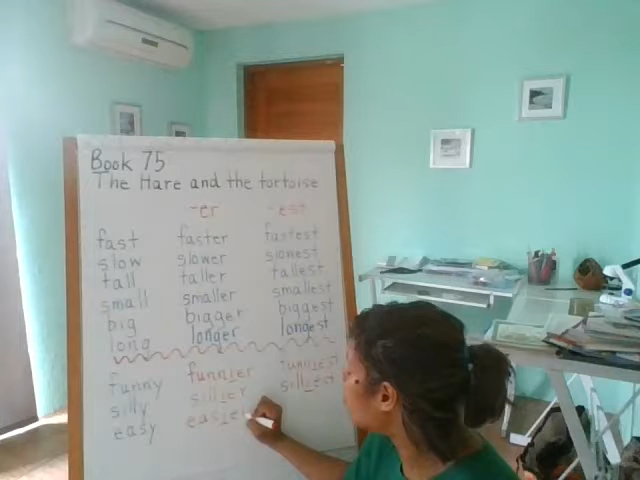 Book 75
The Hare and the tortoise
-er -est
fast faster fastest
slow slower slowest
tall taller tallest
small smaller smallest
big bigger biggest
long longer longest
funny funnier funniest
silly sillier silliest
easy easier